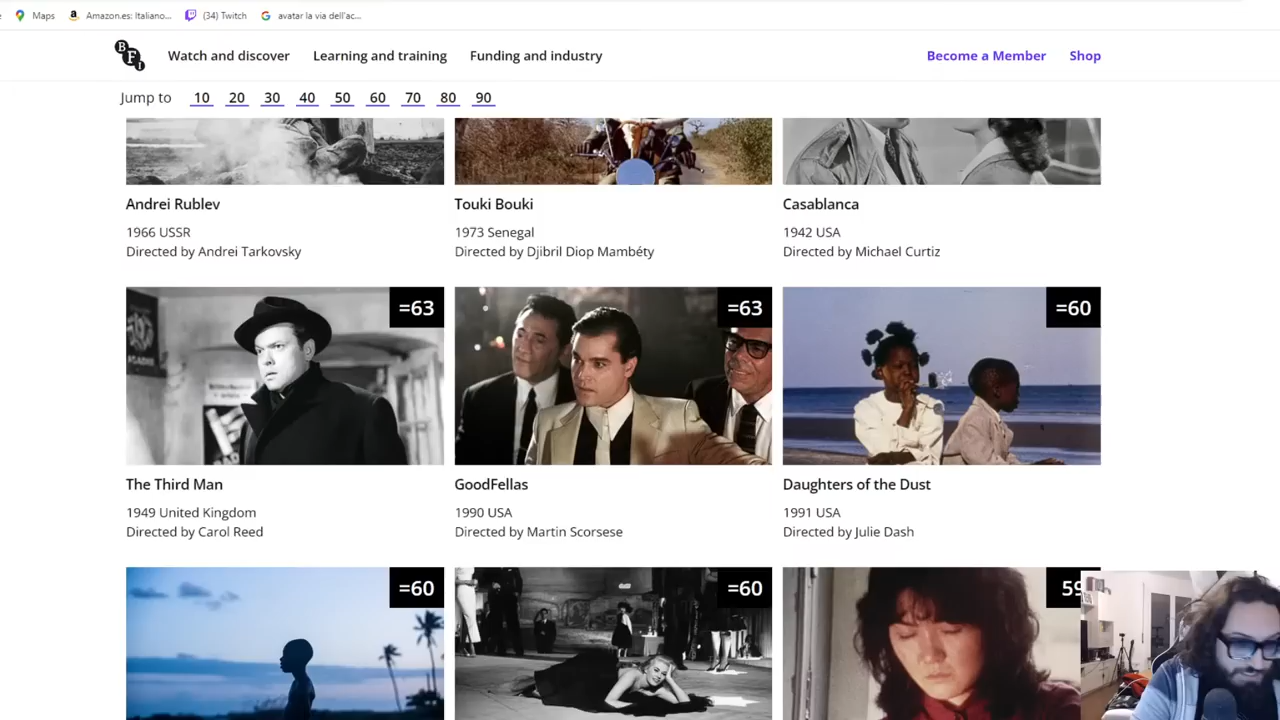 Maps
Amazon.es: Italiano...
(34) Twitch
avatar la via dell'ac...
BFI
Watch and discover
Learning and training
Funding and industry
Become a Member
Shop
Jump to 10 20 30 40 50 60 70 80 90
Andrei Rublev
1966 USSR
Directed by Andrei Tarkovsky
Touki Bouki
1973 Senegal
Directed by Djibril Diop Mambéty
Casablanca
1942 USA
Directed by Michael Curtiz
=63
The Third Man
1949 United Kingdom
Directed by Carol Reed
=63
GoodFellas
1990 USA
Directed by Martin Scorsese
=60
Daughters of the Dust
1991 USA
Directed by Julie Dash
=60
=60
59